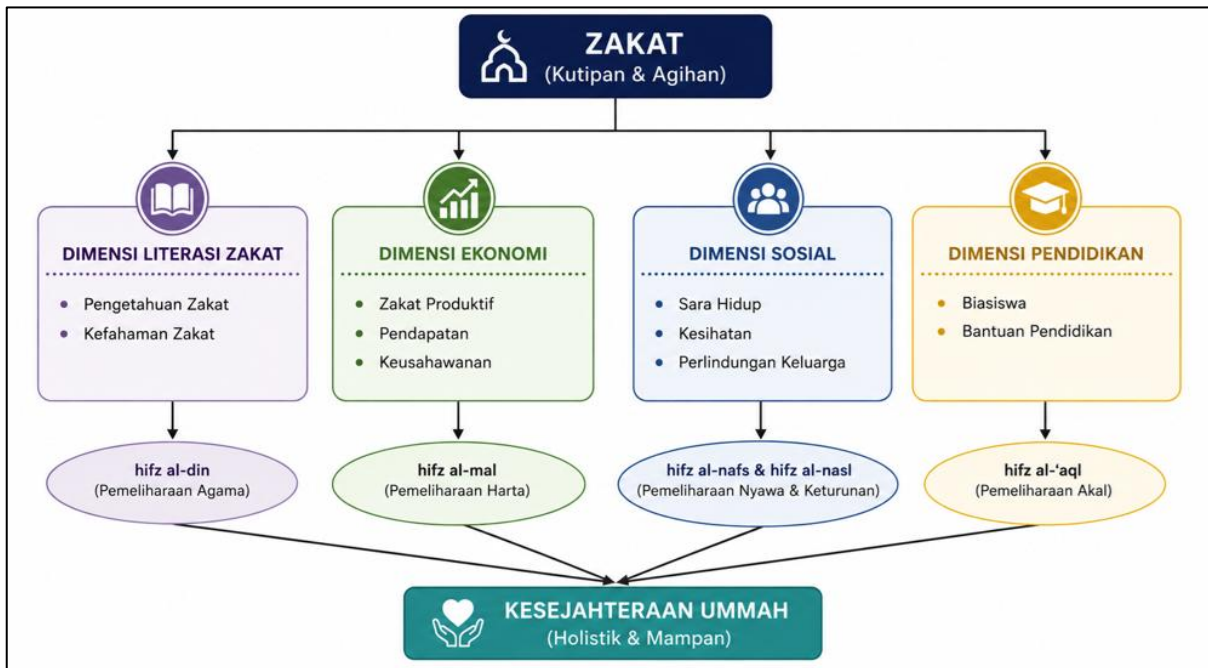 ZAKAT
(Kutipan & Agihan)
DIMENSI LITERASI ZAKAT
Pengetahuan Zakat
Kefahaman Zakat
hifz al-din
(Pemeliharaan Agama)
DIMENSI EKONOMI
Zakat Produktif
Pendapatan
Keusahawanan
hifz al-mal
(Pemeliharaan Harta)
DIMENSI SOSIAL
Sara Hidup
Kesihatan
Perlindungan Keluarga
hifz al-nafs & hifz al-nasl
(Pemeliharaan Nyawa & Keturunan)
DIMENSI PENDIDIKAN
Biasiswa
Bantuan Pendidikan
hifz al-‘aql
(Pemeliharaan Akal)
KESEJAHTERAAN UMMAH
(Holistik & Mampan)